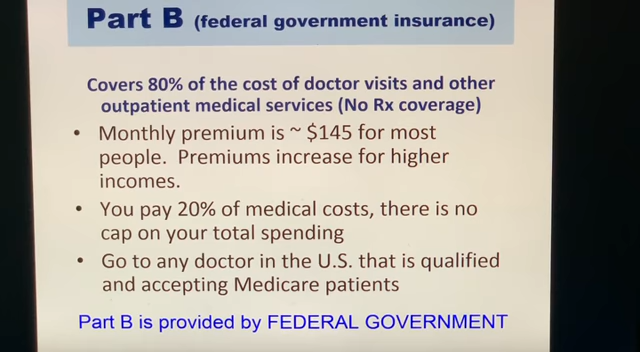 Part B (federal government insurance)
Covers 80% of the cost of doctor visits and other
outpatient medical services (No Rx coverage)
• Monthly premium is ~ $145 for most
people. Premiums increase for higher
incomes.
• You pay 20% of medical costs, there is no
cap on your total spending
• Go to any doctor in the U.S. that is qualified
and accepting Medicare patients
Part B is provided by FEDERAL GOVERNMENT